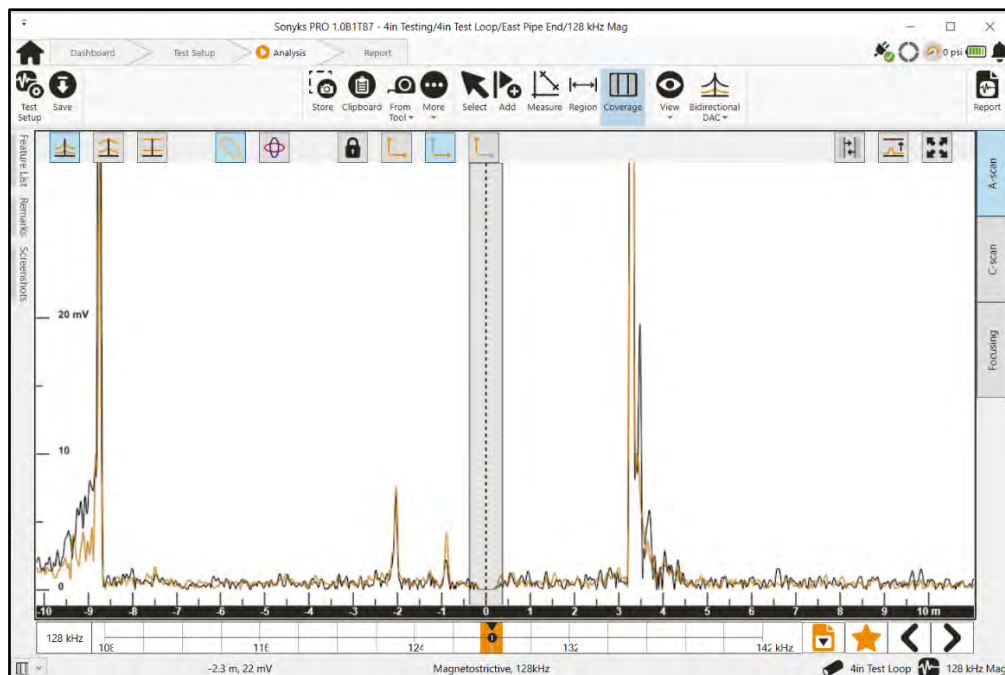 Sonyks PRO 1.0B1T87 - 4in Testing/4in Test Loop/East Pipe End/128 kHz Mag
Dashboard Test Setup Analysis Report
0 psi
Test Setup Save Store Clipboard From Tool More Select Add Measure Region Coverage View Bidirectional DAC Report
Feature List
Remarks
Screenshots
A-scan
C-scan
Focusing
20 mV
10
0
-10 -9 -8 -7 -6 -5 -4 -3 -2 -1 0 1 2 3 4 5 6 7 8 9 10 m
128 kHz 108 116 124 132 142 kHz
-2.3 m, 22 mV Magnetostrictive, 128kHz 4in Test Loop 128 kHz Mag